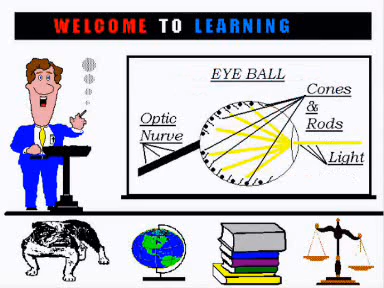 WELCOME TO LEARNING
EYE BALL
Cones
&
Rods
Optic
Nurve
Light